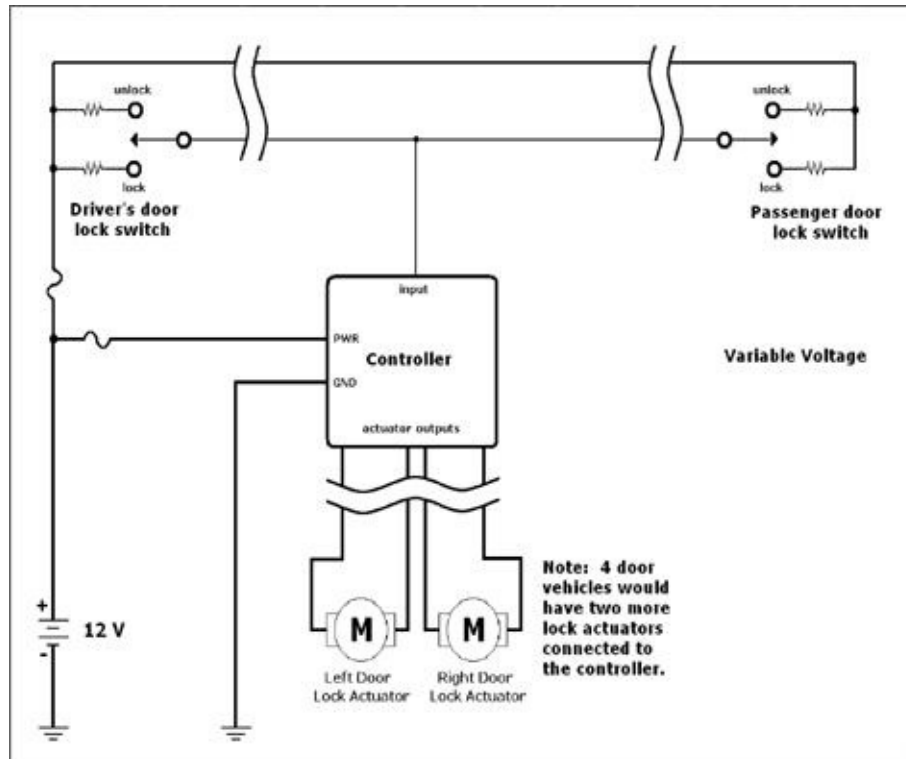 unlock
unlock
lock
lock
Driver's door
lock switch
Passenger door
lock switch
input
PWR
Controller
Variable Voltage
GND
actuator outputs
+
12 V
-
M
M
Note: 4 door
vehicles would
have two more
lock actuators
connected to
the controller.
Left Door
Lock Actuator
Right Door
Lock Actuator